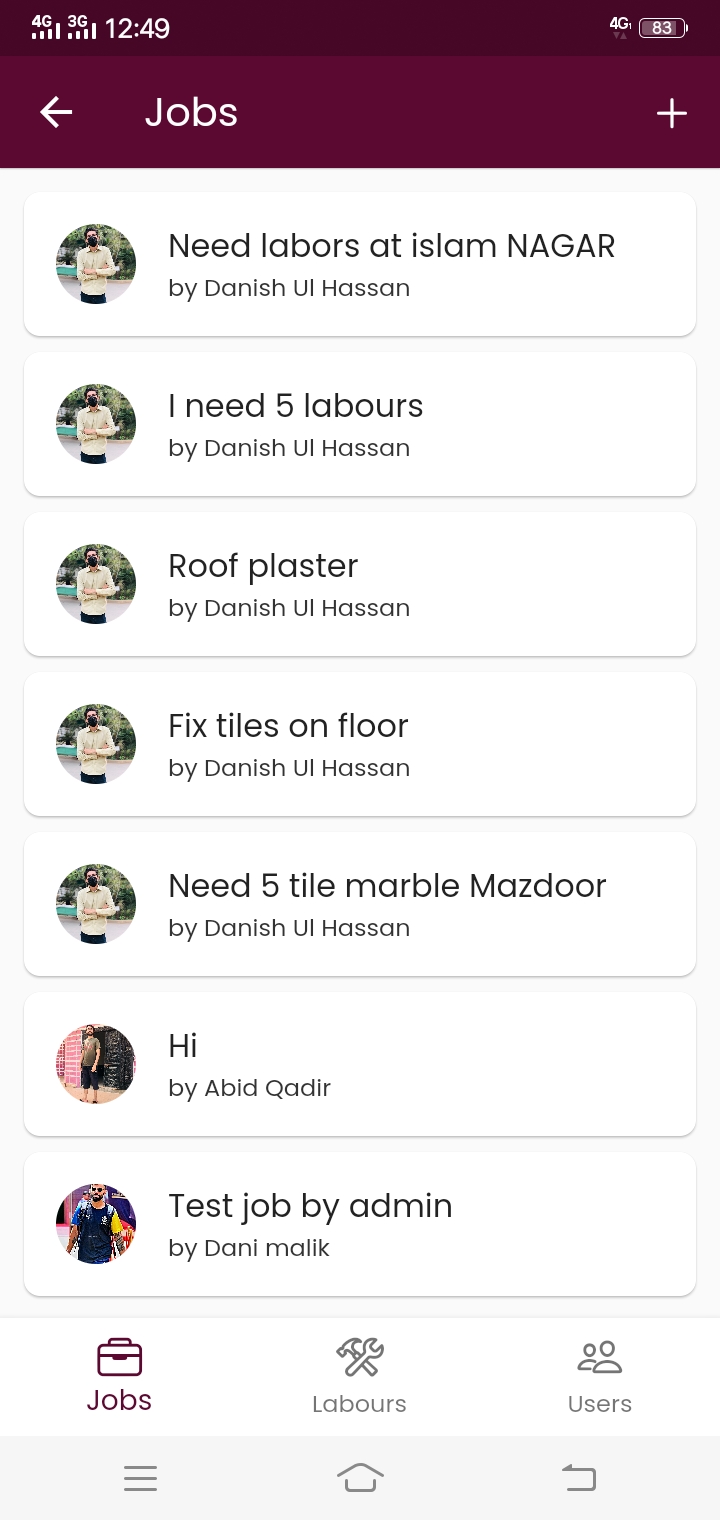 4G 3G 12:49 4G 83
Jobs
Need labors at islam NAGAR
by Danish Ul Hassan
I need 5 labours
by Danish Ul Hassan
Roof plaster
by Danish Ul Hassan
Fix tiles on floor
by Danish Ul Hassan
Need 5 tile marble Mazdoor
by Danish Ul Hassan
Hi
by Abid Qadir
Test job by admin
by Dani malik
Jobs Labours Users